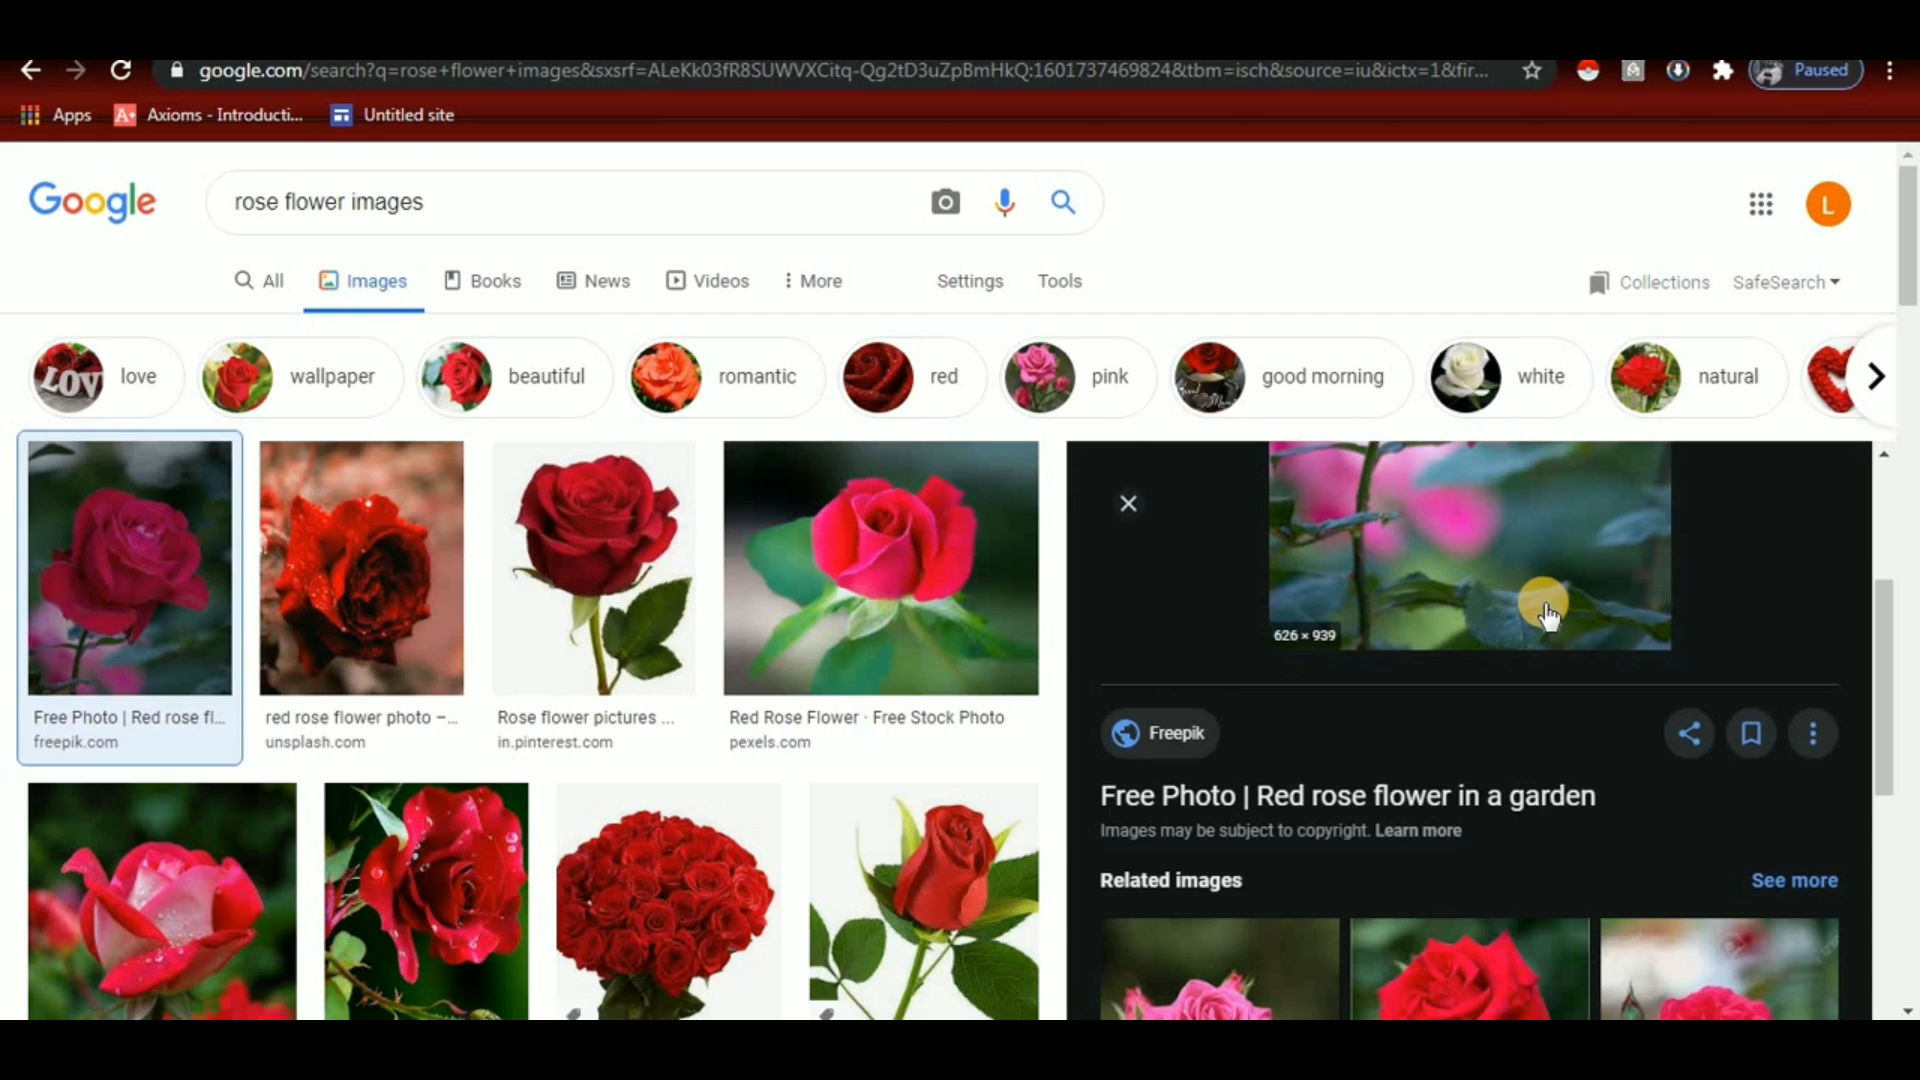 google.com/search?q=rose+flower+images&sxsrf=ALeKk03fR8SUWVXCitq-Qg2tD3uZpBmHkQ:1601737469824&tbm=isch&source=iu&ictx=1&fir...
Paused
Apps
A+
Axioms - Introducti...
Untitled site
Google
rose flower images
L
All
Images
Books
News
Videos
More
Settings
Tools
Collections
SafeSearch
LOV
love
wallpaper
beautiful
romantic
red
pink
good morning
white
natural
626 × 939
Free Photo | Red rose fl...
freepik.com
red rose flower photo –...
unsplash.com
Rose flower pictures ...
in.pinterest.com
Red Rose Flower · Free Stock Photo
pexels.com
Freepik
Free Photo | Red rose flower in a garden
Images may be subject to copyright. Learn more
Related images
See more